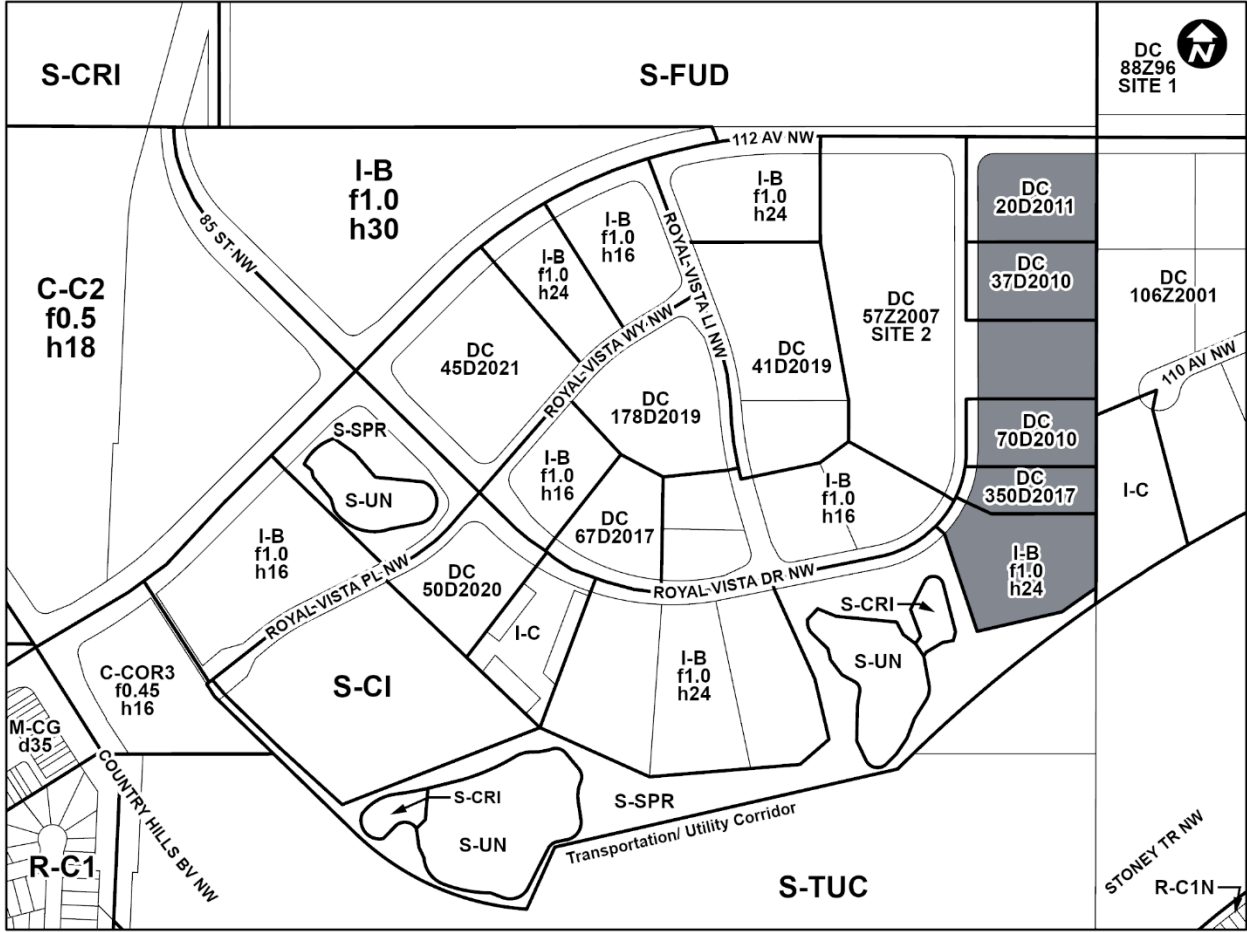 S-CRI
S-FUD
DC
88Z96
SITE 1
N
112 AV NW
I-B
f1.0
h30
I-B
f1.0
h24
DC
20D2011
I-B
f1.0
h16
85 ST NW
I-B
f1.0
h24
ROYAL VISTA LI NW
DC
37D2010
C-C2
f0.5
h18
DC
57Z2007
SITE 2
DC
106Z2001
DC
45D2021
ROYAL VISTA WY NW
DC
41D2019
110 AV NW
DC
178D2019
S-SPR
DC
70D2010
S-UN
I-B
f1.0
h16
I-B
f1.0
h16
DC
350D2017
I-C
DC
67D2017
I-B
f1.0
h16
I-B
f1.0
h24
DC
50D2020
ROYAL VISTA PL NW
ROYAL VISTA DR NW
S-CRI
I-C
S-UN
C-COR3
f0.45
h16
S-CI
I-B
f1.0
h24
M-CG
d35
COUNTRY HILLS BV NW
S-CRI
S-SPR
S-UN
Transportation/ Utility Corridor
STONEY TR NW
R-C1
S-TUC
R-C1N